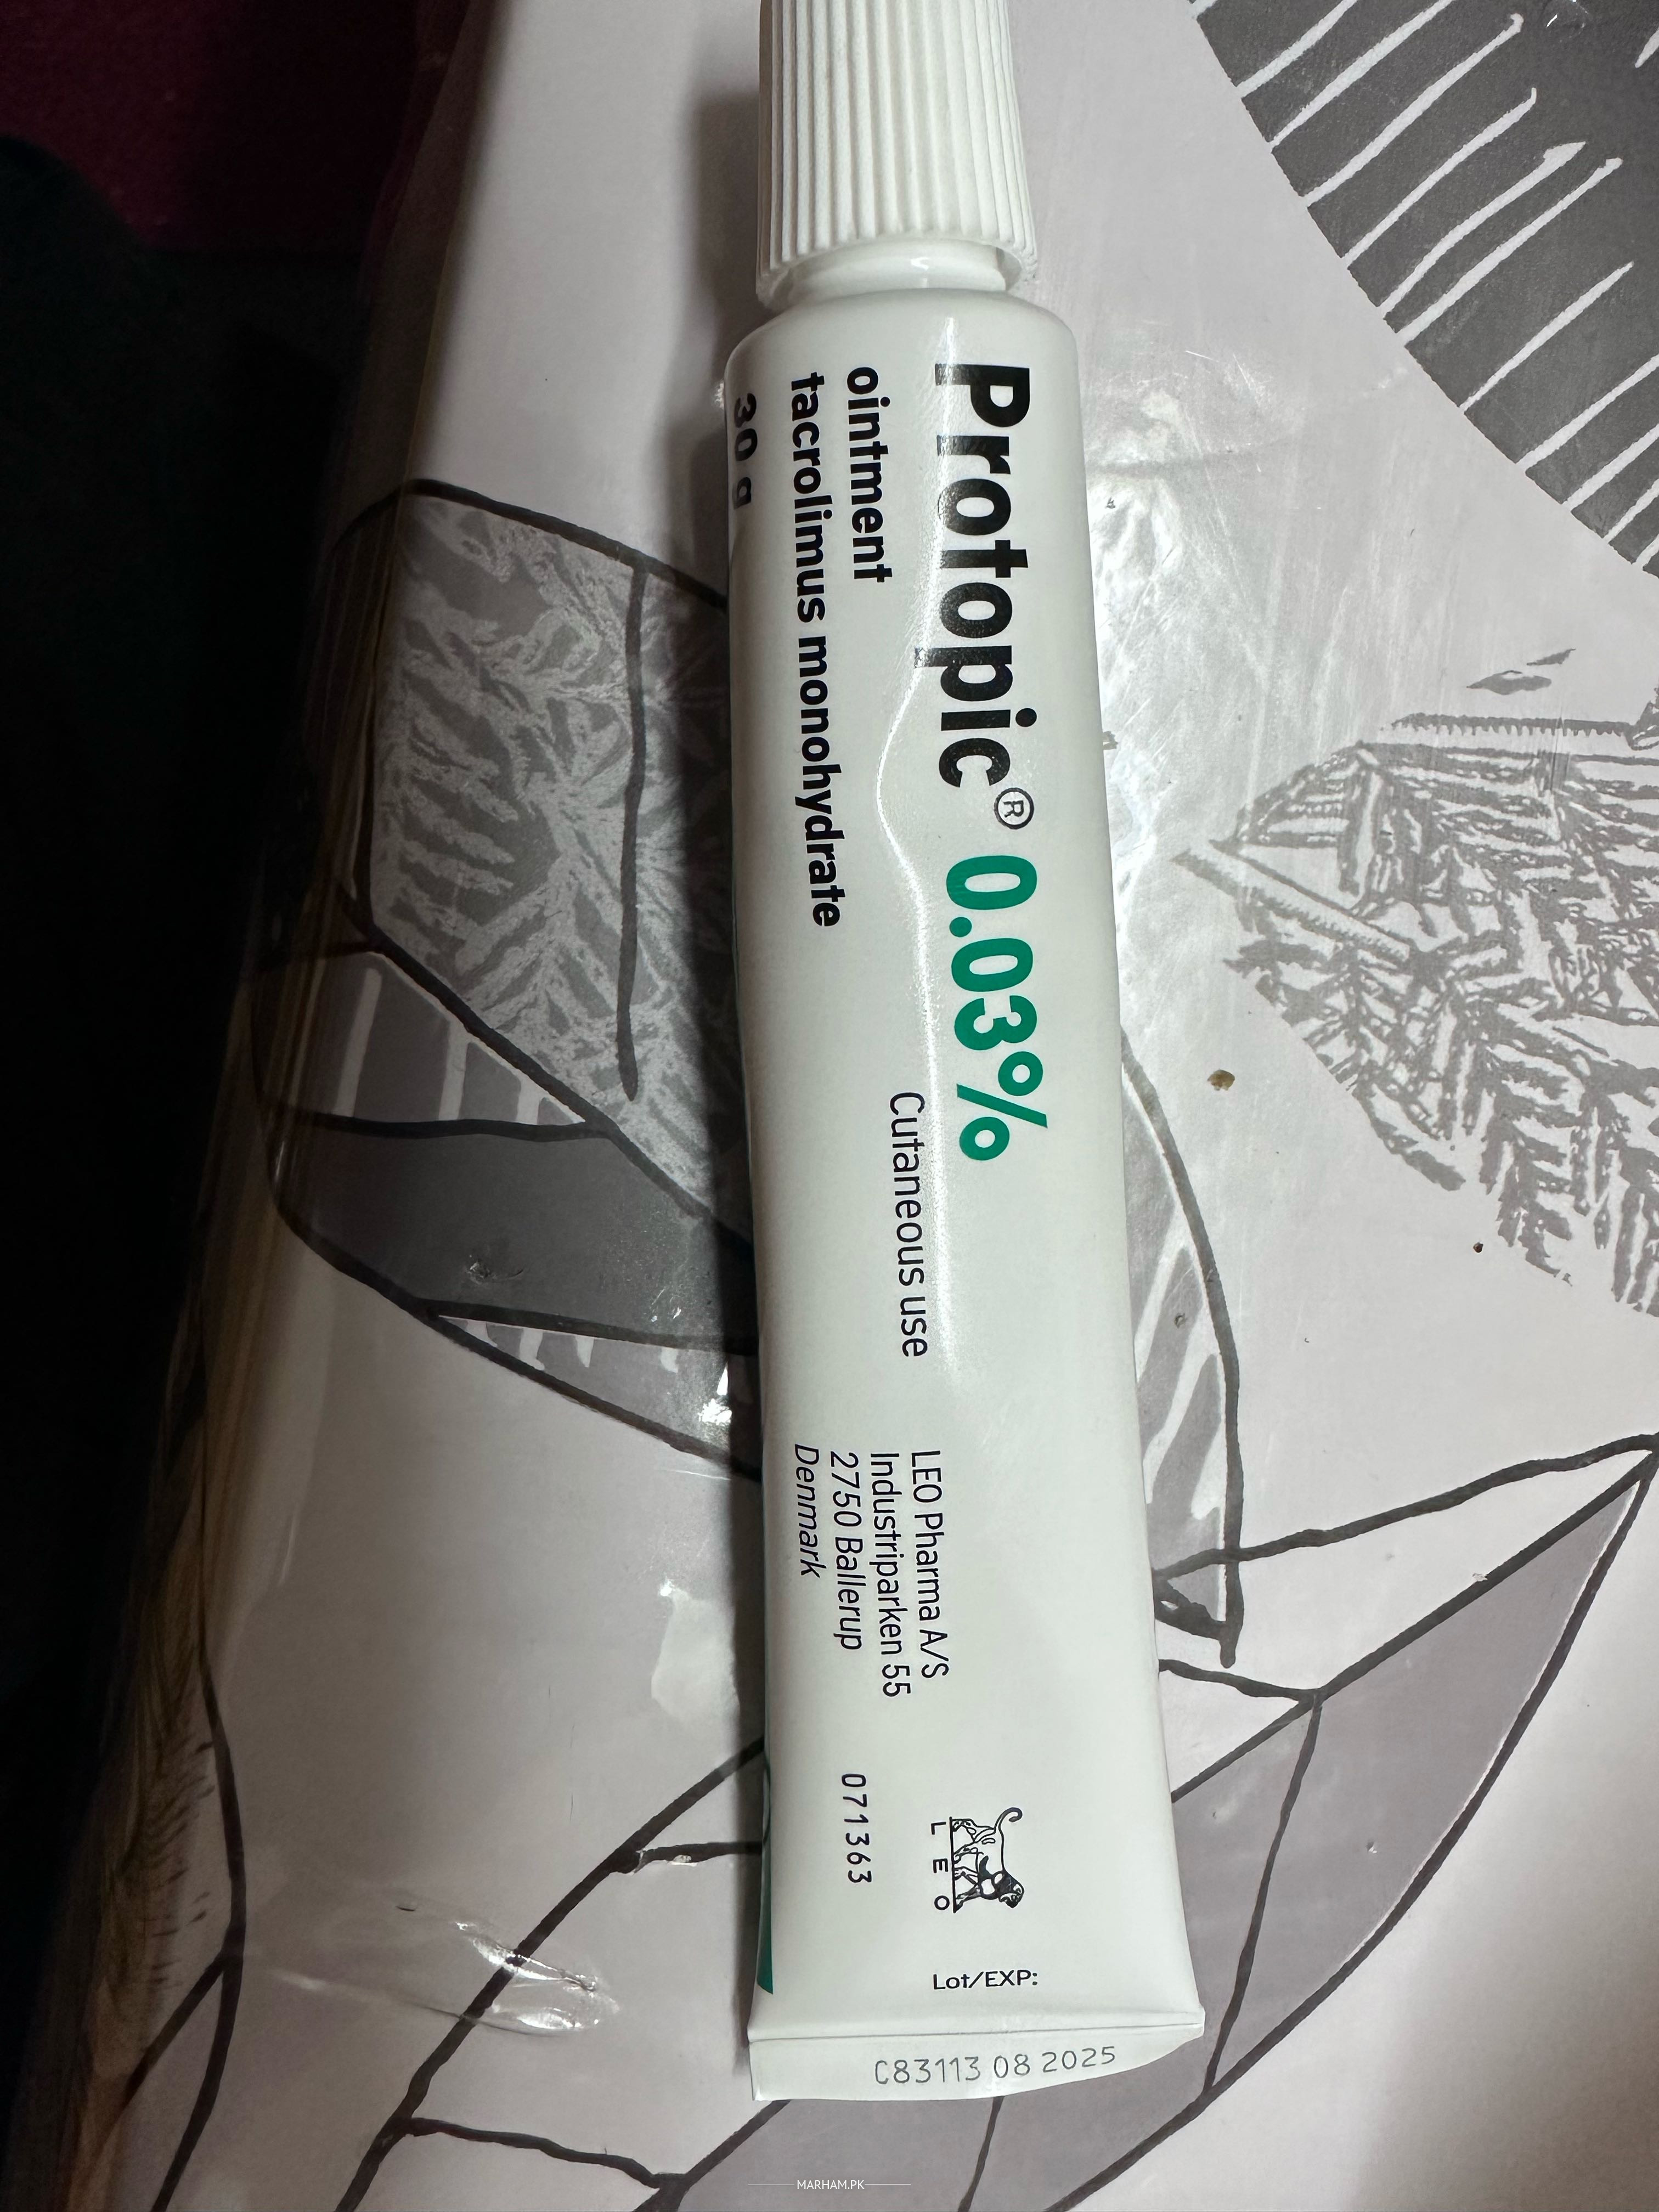 Protopic® 0.03%
ointment
tacrolimus monohydrate
30 g
Cutaneous use
LEO Pharma A/S
Industriparken 55
2750 Ballerup
Denmark
071363
LEO
Lot/EXP:
C83113 08 2025
MARHAM.PK